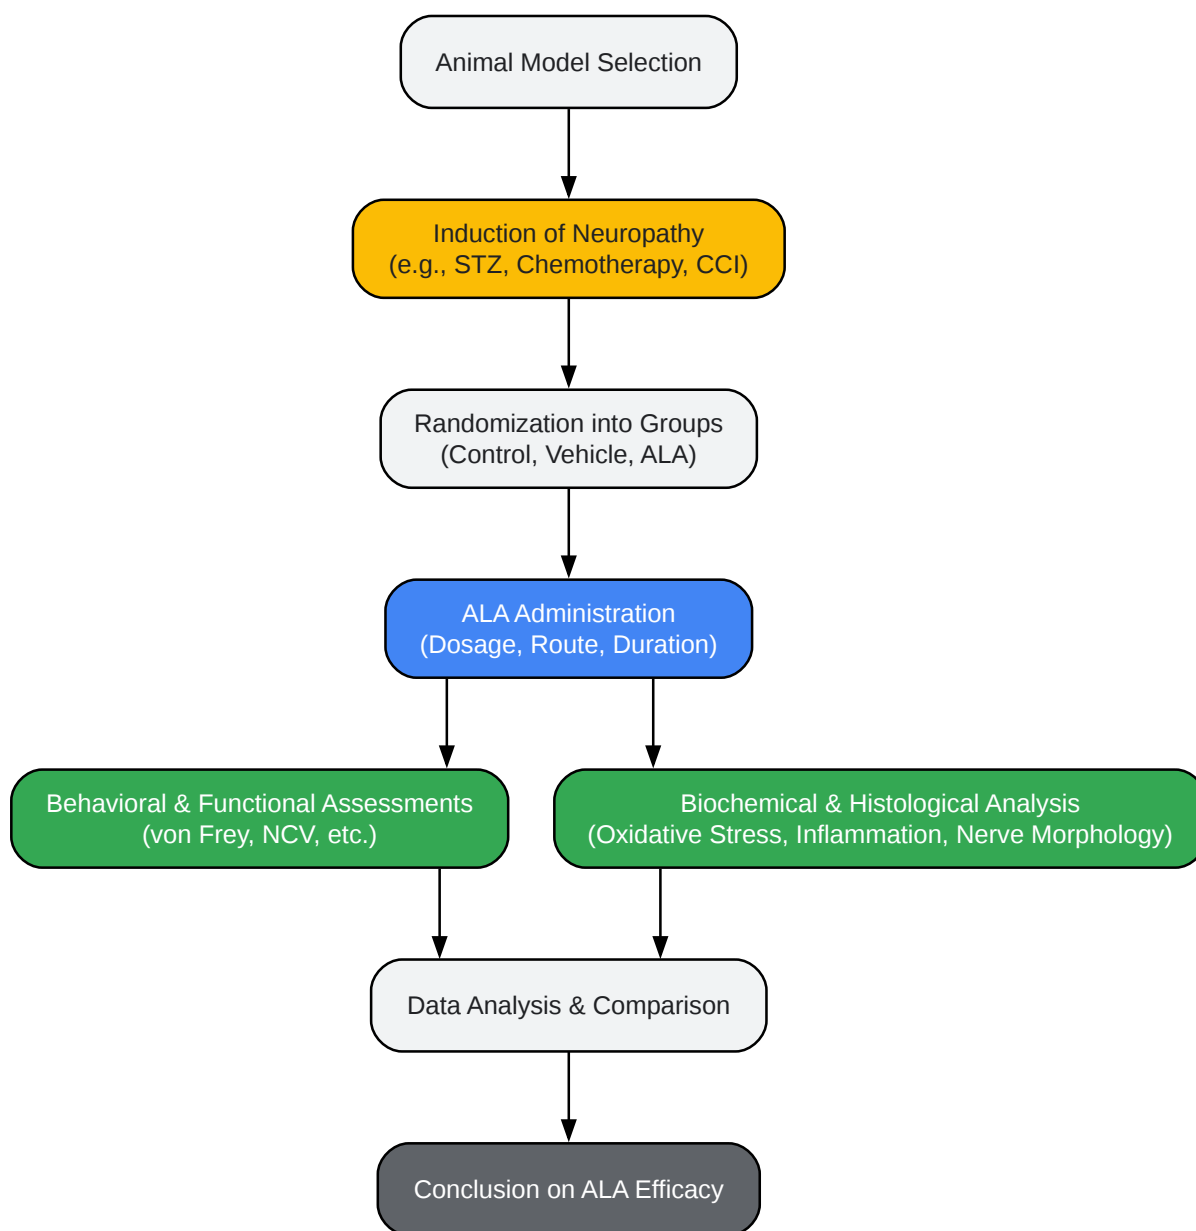 Animal Model Selection
Induction of Neuropathy
(e.g., STZ, Chemotherapy, CCI)
Randomization into Groups
(Control, Vehicle, ALA)
ALA Administration
(Dosage, Route, Duration)
Behavioral & Functional Assessments
(von Frey, NCV, etc.)
Biochemical & Histological Analysis
(Oxidative Stress, Inflammation, Nerve Morphology)
Data Analysis & Comparison
Conclusion on ALA Efficacy